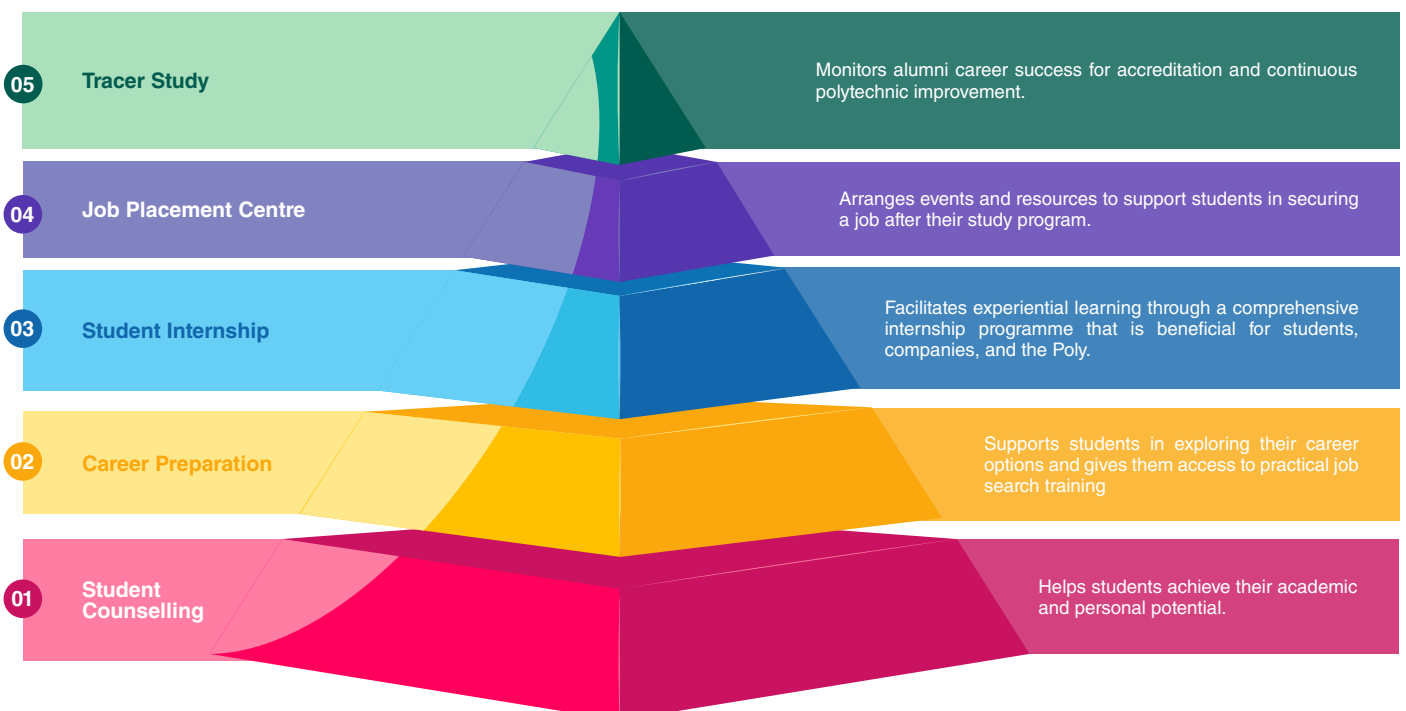 05
Tracer Study
Monitors alumni career success for accreditation and continuous
polytechnic improvement.
04
Job Placement Centre
Arranges events and resources to support students in securing
a job after their study program.
03
Student Internship
Facilitates experiential learning through a comprehensive
internship programme that is beneficial for students,
companies, and the Poly.
02
Career Preparation
Supports students in exploring their career
options and gives them access to practical job
search training
01
Student
Counselling
Helps students achieve their academic
and personal potential.